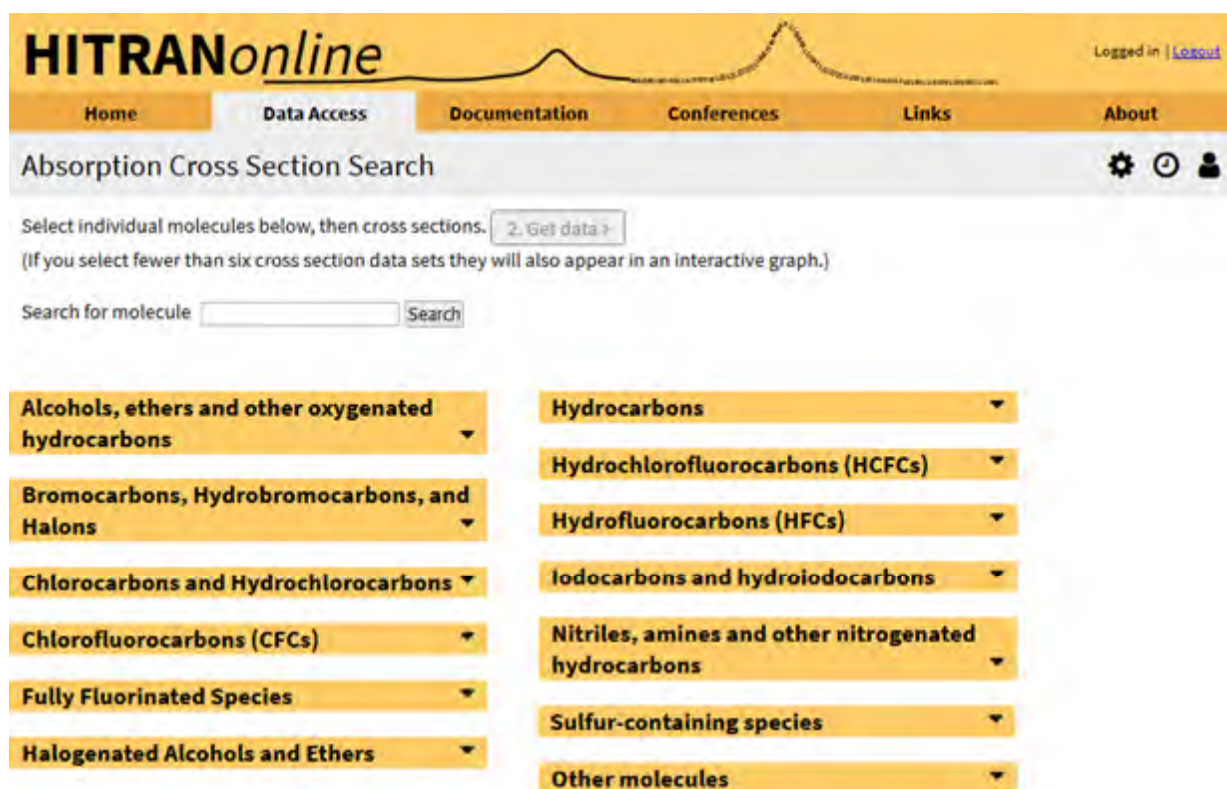 HITRANonline
Logged in | Logout
Home Data Access Documentation Conferences Links About
Absorption Cross Section Search
Select individual molecules below, then cross sections. 2. Get data >
(If you select fewer than six cross section data sets they will also appear in an interactive graph.)
Search for molecule Search
Alcohols, ethers and other oxygenated
hydrocarbons
Bromocarbons, Hydrobromocarbons, and
Halons
Chlorocarbons and Hydrochlorocarbons
Chlorofluorocarbons (CFCs)
Fully Fluorinated Species
Halogenated Alcohols and Ethers
Hydrocarbons
Hydrochlorofluorocarbons (HCFCs)
Hydrofluorocarbons (HFCs)
Iodocarbons and hydroiodocarbons
Nitriles, amines and other nitrogenated
hydrocarbons
Sulfur-containing species
Other molecules